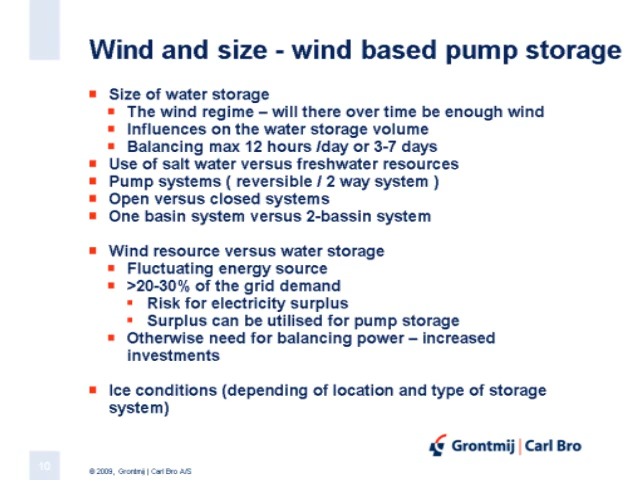 Wind and size - wind based pump storage
Size of water storage
The wind regime – will there over time be enough wind
Influences on the water storage volume
Balancing max 12 hours /day or 3-7 days
Use of salt water versus freshwater resources
Pump systems ( reversible / 2 way system )
Open versus closed systems
One basin system versus 2-bassin system
Wind resource versus water storage
Fluctuating energy source
>20-30% of the grid demand
Risk for electricity surplus
Surplus can be utilised for pump storage
Otherwise need for balancing power – increased
investments
Ice conditions (depending of location and type of storage
system)
Grontmij | Carl Bro
10
© 2009, Grontmij | Carl Bro A/S